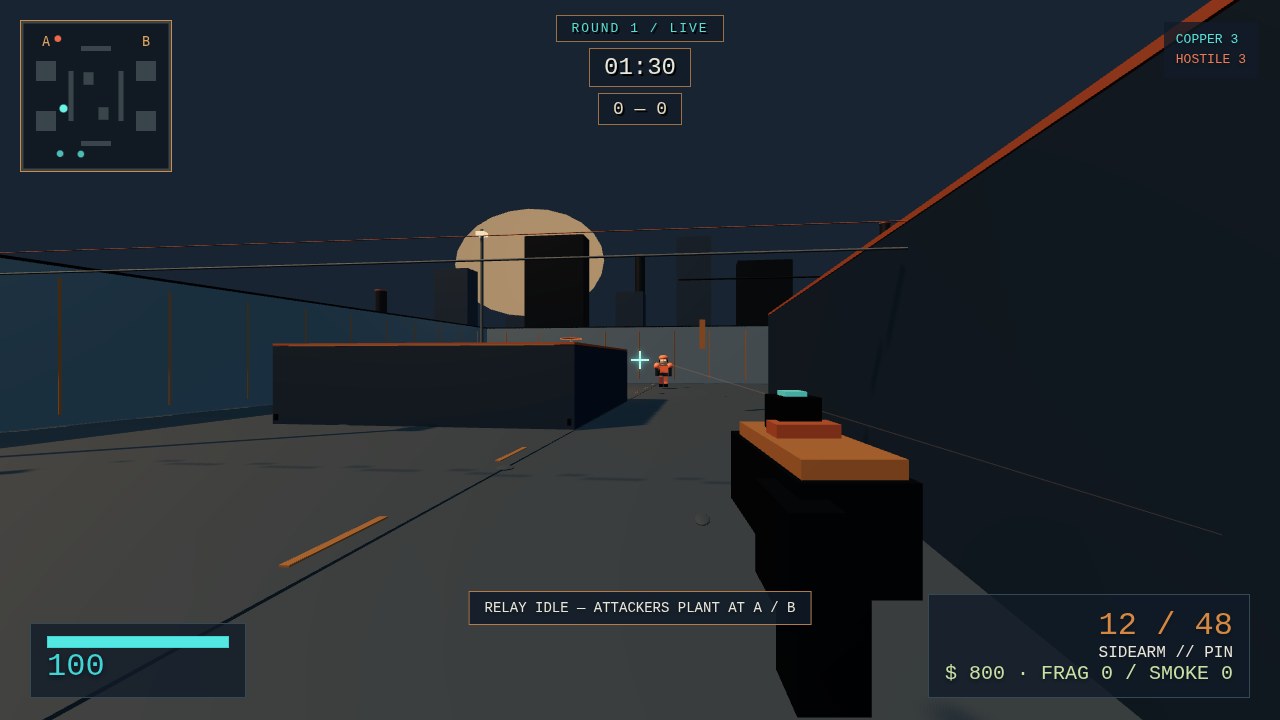 A
B
ROUND 1 / LIVE
01:30
0 — 0
COPPER 3
HOSTILE 3
RELAY IDLE — ATTACKERS PLANT AT A / B
100
12 / 48
SIDEARM // PIN
$ 800 · FRAG 0 / SMOKE 0